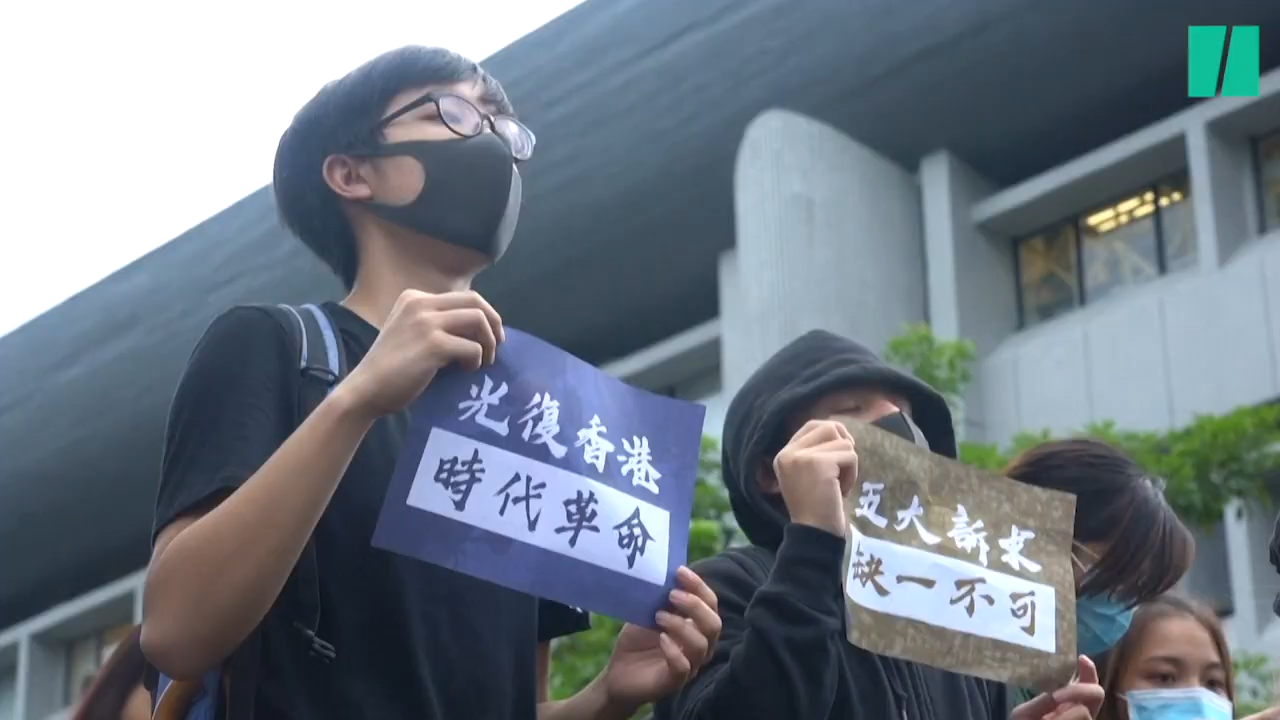 光復香港
時代革命
五大訴求
缺一不可